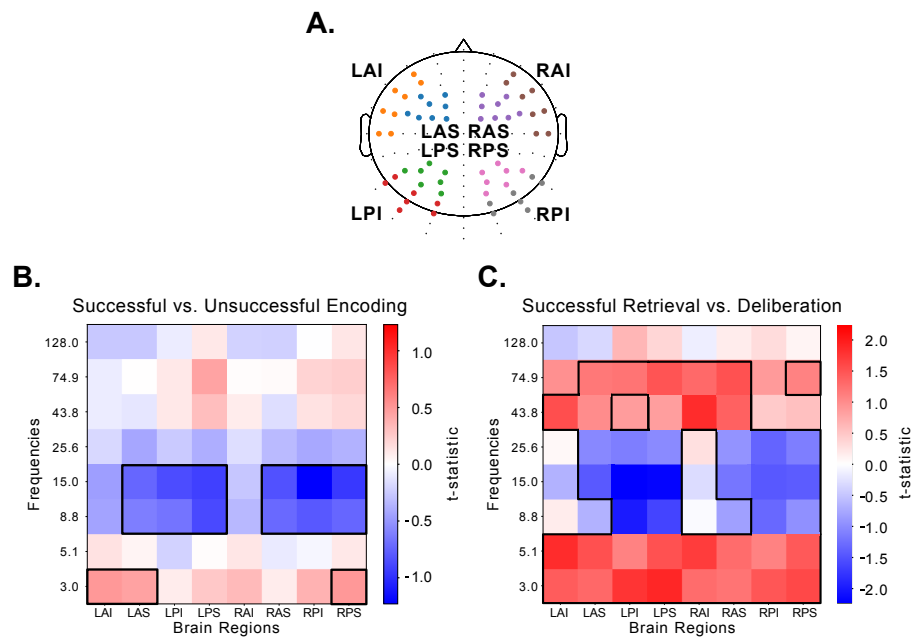 A.
LAI RAI
LAS RAS
LPS RPS
LPI RPI
B.
Successful vs. Unsuccessful Encoding
128.0
74.9
43.8
25.6
15.0
8.8
5.1
3.0
Frequencies
LAI LAS LPI LPS RAI RAS RPI RPS
Brain Regions
1.0
0.5
0.0
−0.5
−1.0
t-statistic
C.
Successful Retrieval vs. Deliberation
128.0
74.9
43.8
25.6
15.0
8.8
5.1
3.0
Frequencies
LAI LAS LPI LPS RAI RAS RPI RPS
Brain Regions
2.0
1.5
1.0
0.5
0.0
−0.5
−1.0
−1.5
−2.0
t-statistic